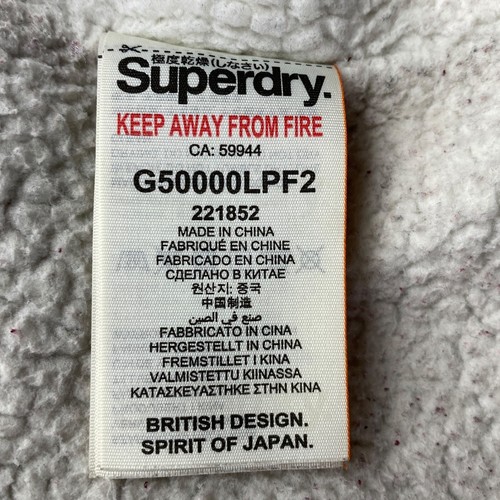 極度乾燥(しなさい)
Superdry.
KEEP AWAY FROM FIRE
CA: 59944
G50000LPF2
221852
MADE IN CHINA
FABRIQUÉ EN CHINE
FABRICADO EN CHINA
СДЕЛАНО В КИТАЕ
원산지: 중국
中国制造
صنع في الصين
FABBRICATO IN CINA
HERGESTELLT IN CHINA
FREMSTILLET I KINA
VALMISTETTU KIINASSA
ΚΑΤΑΣΚΕΥΑΣΤΗΚΕ ΣΤΗΝ ΚΙΝΑ
BRITISH DESIGN.
SPIRIT OF JAPAN.